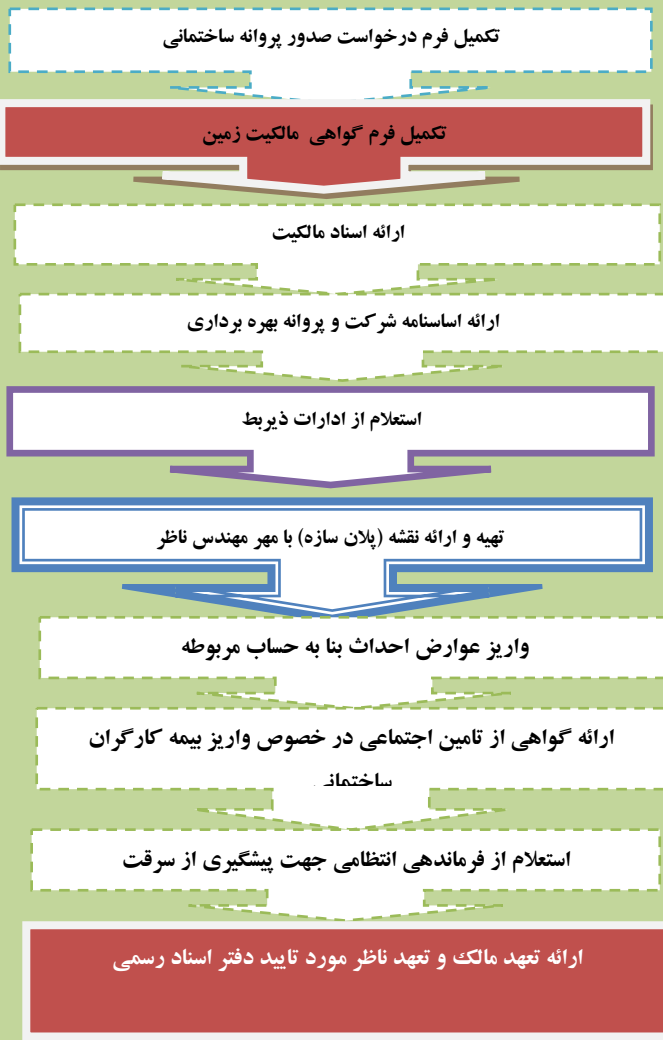 تکمیل فرم درخواست صدور پروانه ساختمانی
تکمیل فرم گواهی مالکیت زمین
ارائه اسناد مالکیت
ارائه اساسنامه شرکت و پروانه بهره برداری
استعلام از ادارات ذیربط
تهیه و ارائه نقشه (پلان سازه) با مهر مهندس ناظر
واریز عوارض احداث بنا به حساب مربوطه
ارائه گواهی از تامین اجتماعی در خصوص واریز بیمه کارگران
ساختمانی
استعلام از فرماندهی انتظامی جهت پیشگیری از سرقت
ارائه تعهد مالک و تعهد ناظر مورد تایید دفتر اسناد رسمی